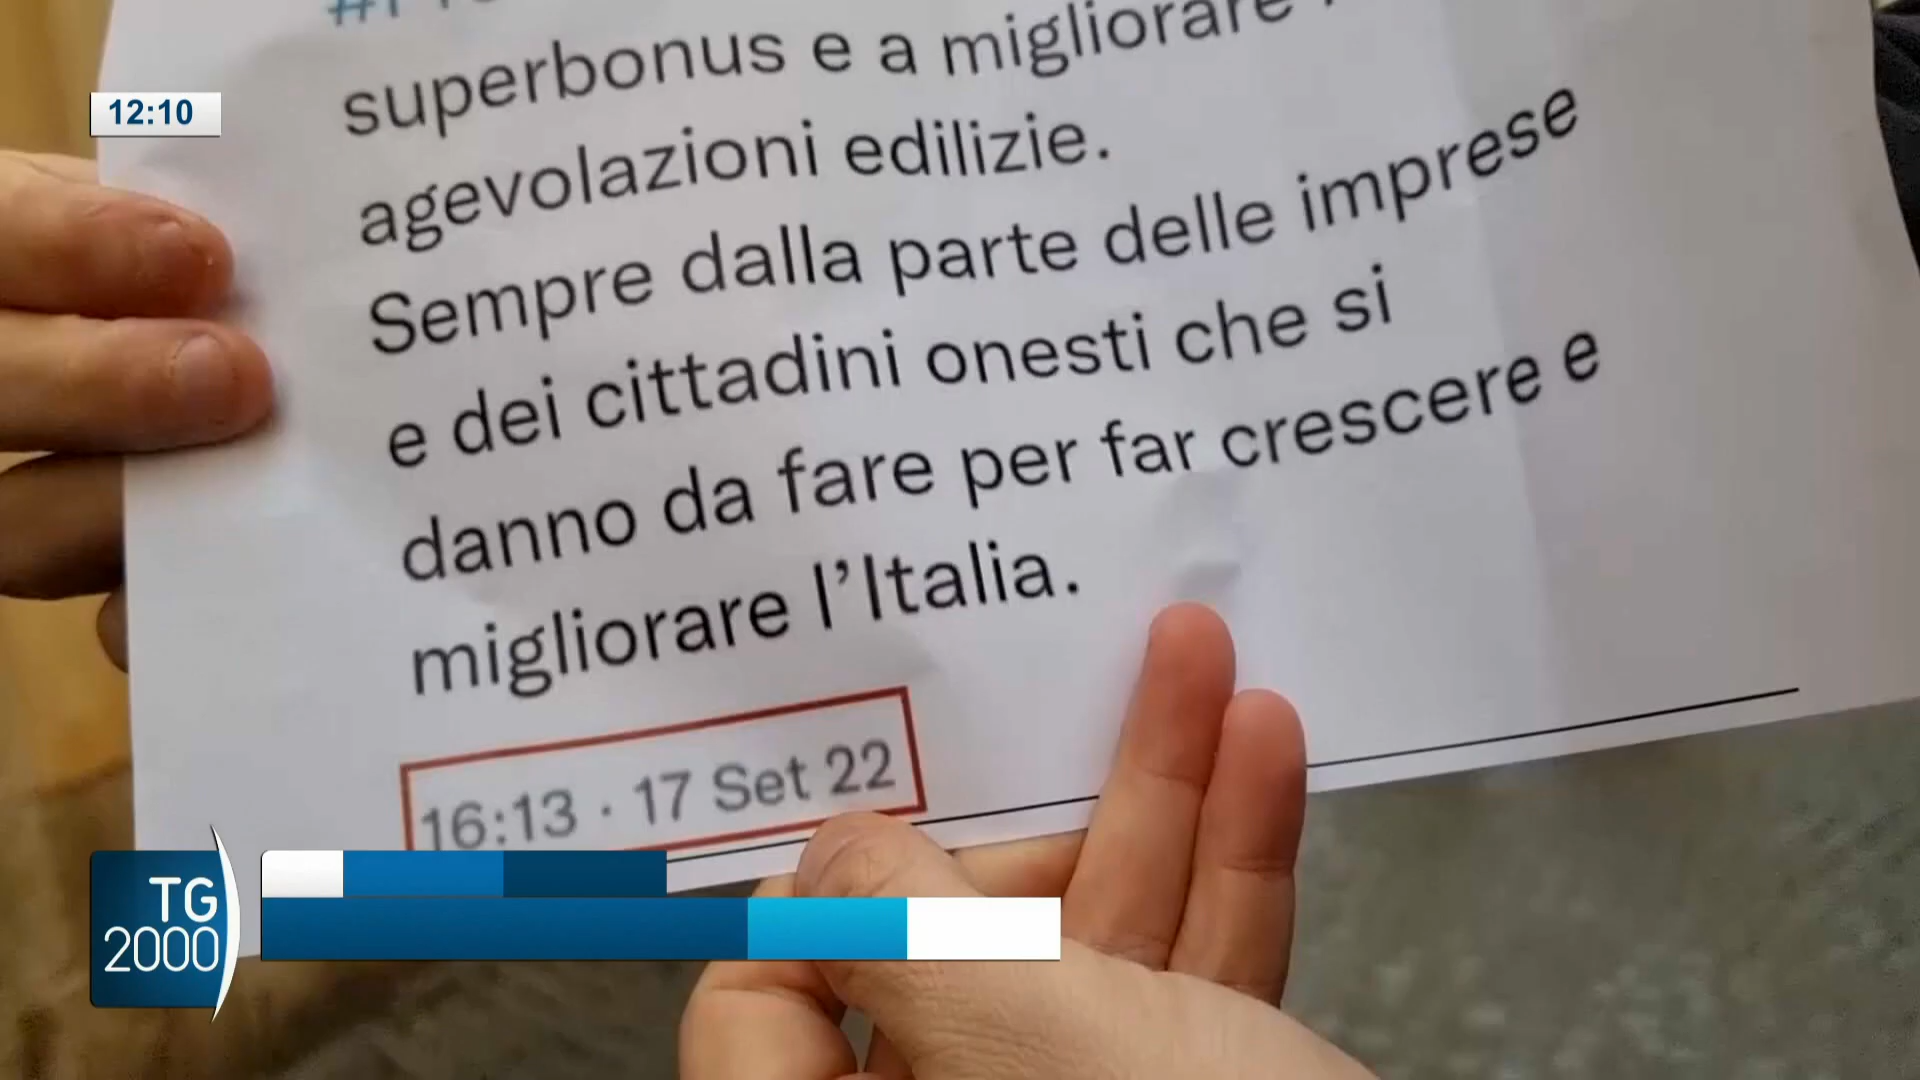 superbonus e a migliorare
12:10
agevolazioni edilizie.
Sempre dalla parte delle imprese
e dei cittadini onesti che si
danno da fare per far crescere e
migliorare l’Italia.
16:13 · 17 Set 22
TG
2000